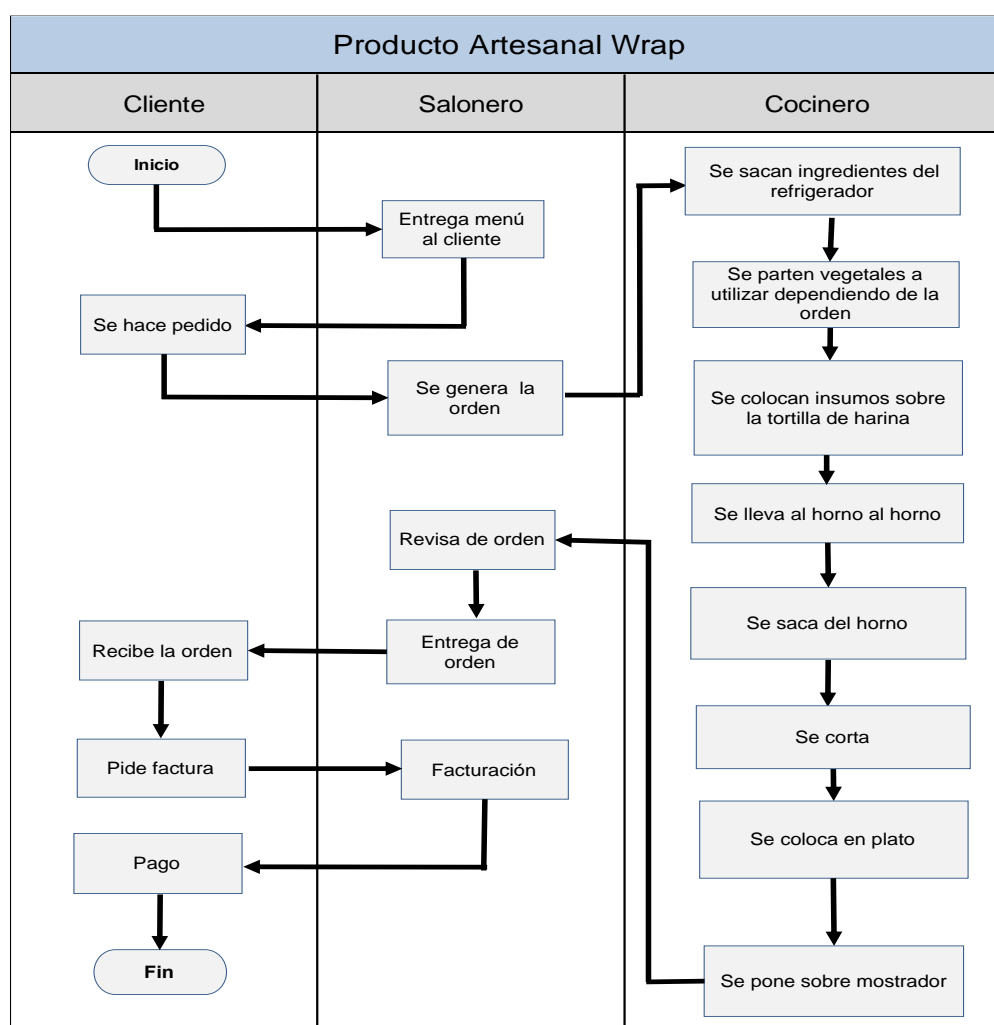 Producto Artesanal Wrap
Cliente
Salonero
Cocinero
Inicio
Entrega menú
al cliente
Se hace pedido
Se genera  la
orden
Se sacan ingredientes del
refrigerador
Se parten vegetales a
utilizar dependiendo de la
orden
Se colocan insumos sobre
la tortilla de harina
Se lleva al horno al horno
Se saca del horno
Se corta
Se coloca en plato
Se pone sobre mostrador
Revisa de orden
Entrega de
orden
Recibe la orden
Pide factura
Facturación
Pago
Fin